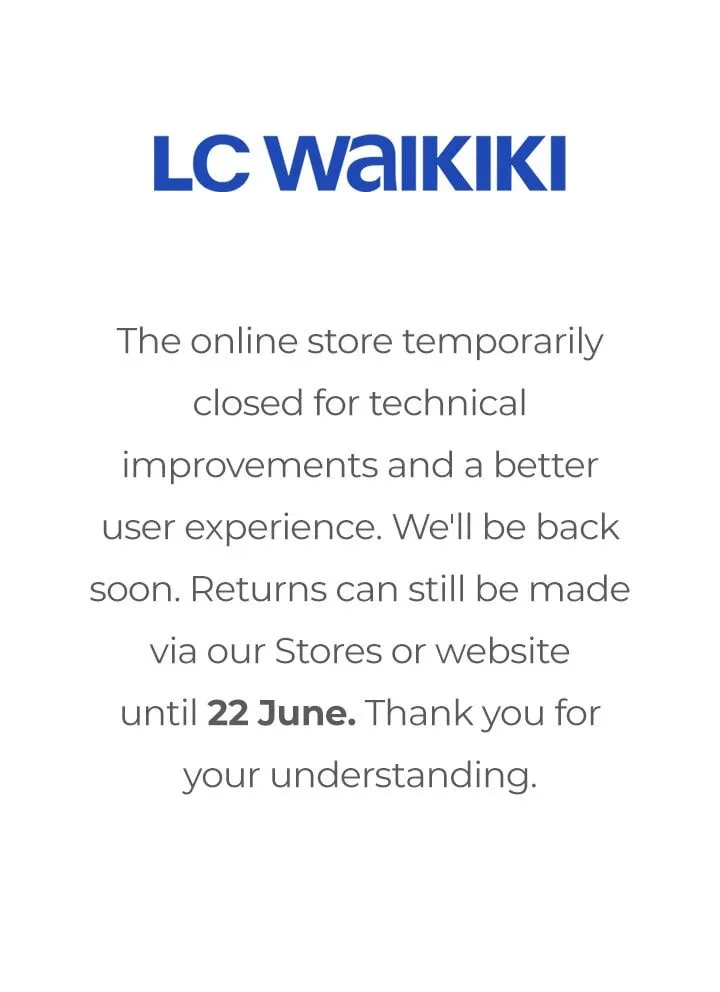 LC WAIKIKI
The online store temporarily
closed for technical
improvements and a better
user experience. We'll be back
soon. Returns can still be made
via our Stores or website
until 22 June. Thank you for
your understanding.